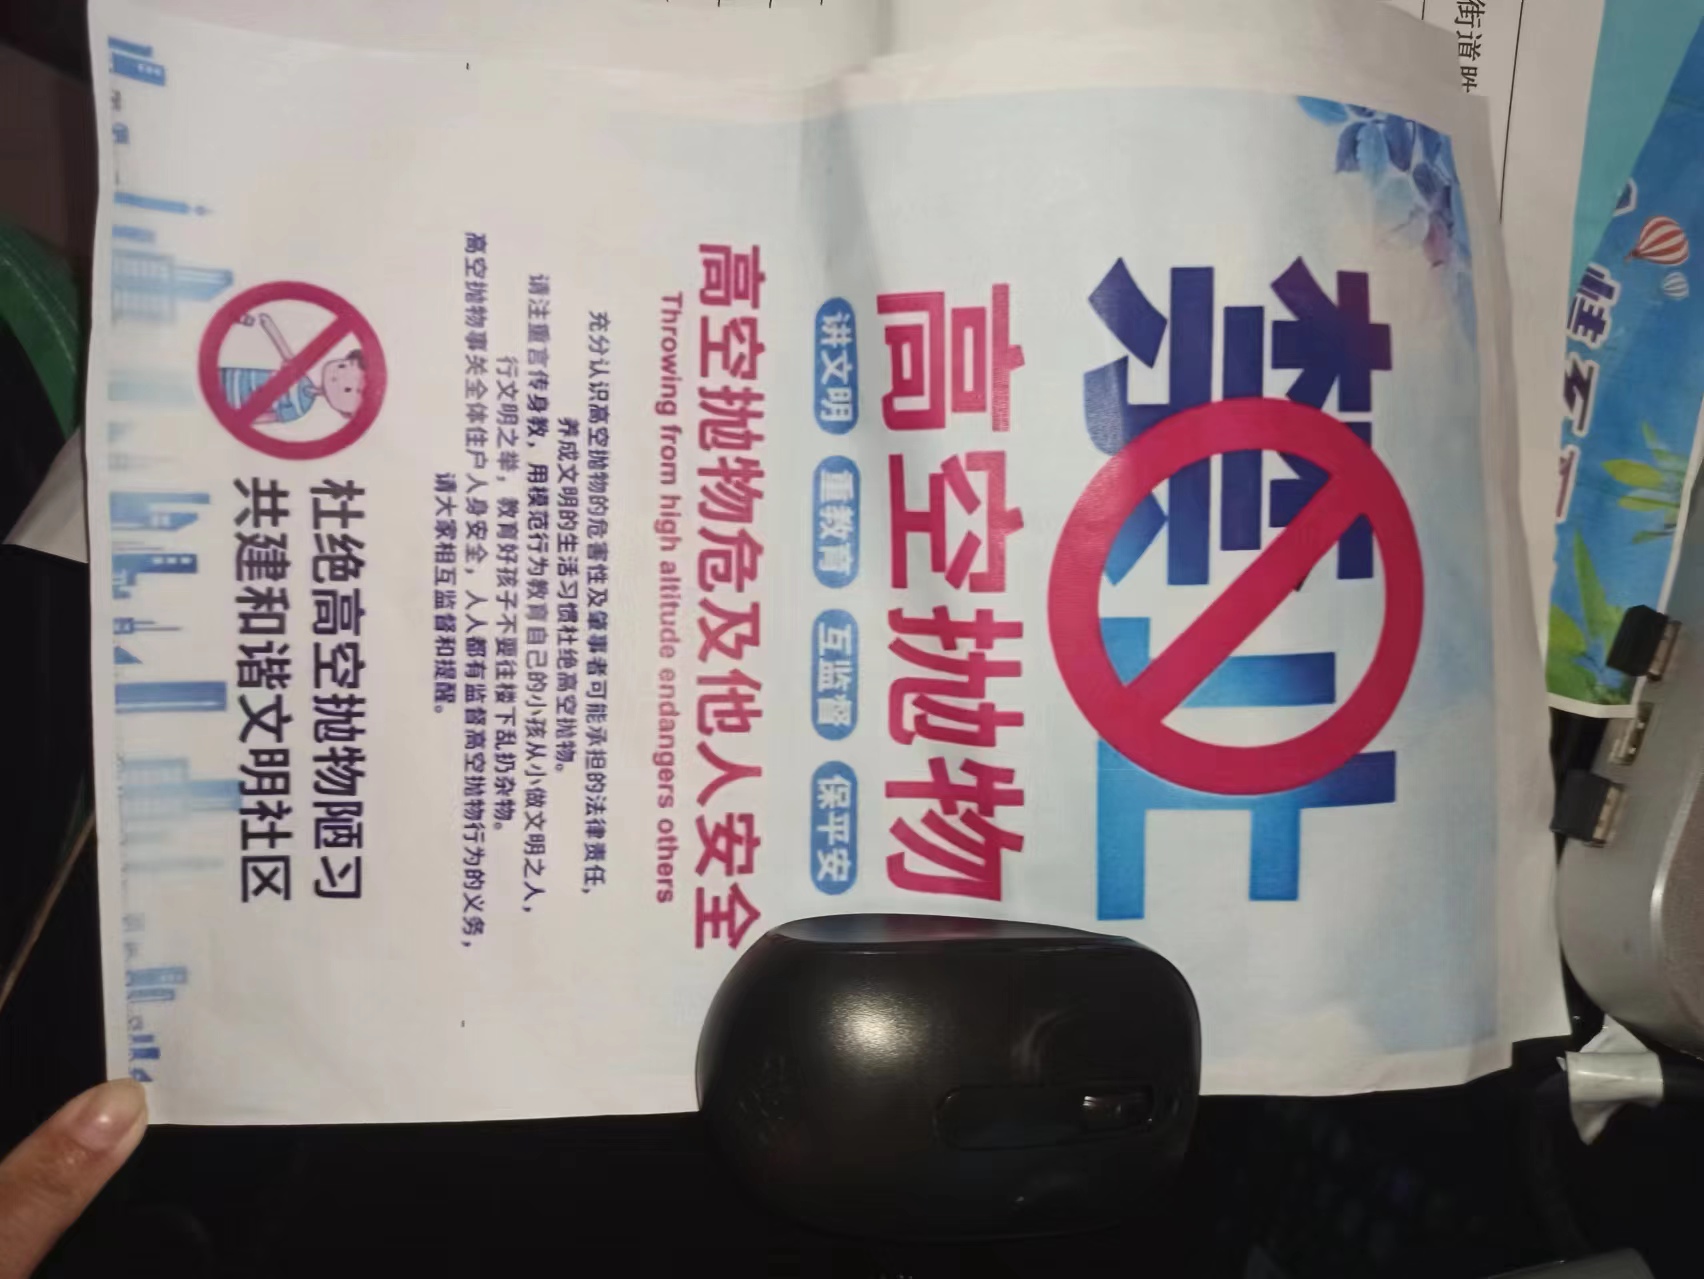 禁止
高空抛物
讲文明 重教育 互监督 保平安
高空抛物危及他人安全
Throwing from high altitude endangers others
充分认识高空抛物的危害性及肇事者可能承担的法律责任，
养成文明的生活习惯杜绝高空抛物。
请注重言传身教，用模范行为教育自己的小孩从小做文明之人，
行文明之举，教育好孩子不要往楼下乱扔杂物。
高空抛物事关全体住户人身安全，人人都有监督高空抛物行为的义务，
请大家相互监督和提醒。
杜绝高空抛物陋习
共建和谐文明社区
街道